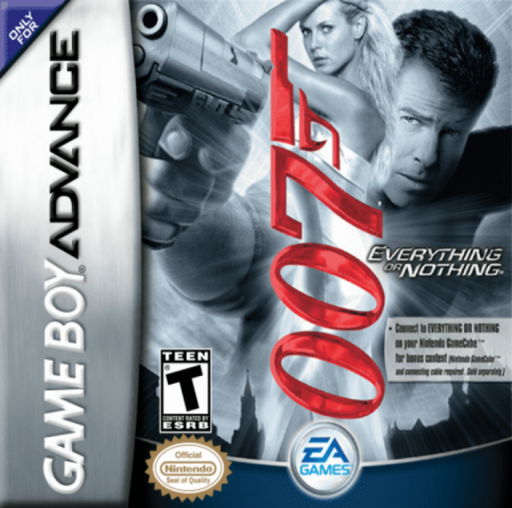 ONLY
FOR
GAME BOY ADVANCE
007
EVERYTHING
OR NOTHING
• Connect to EVERYTHING OR NOTHING
on your Nintendo GameCube™
for bonus content (Nintendo GameCube™
and connecting cable required. Sold separately.)
TEEN
T
CONTENT RATED BY
ESRB
Official
Nintendo
Seal of Quality
EA
GAMES